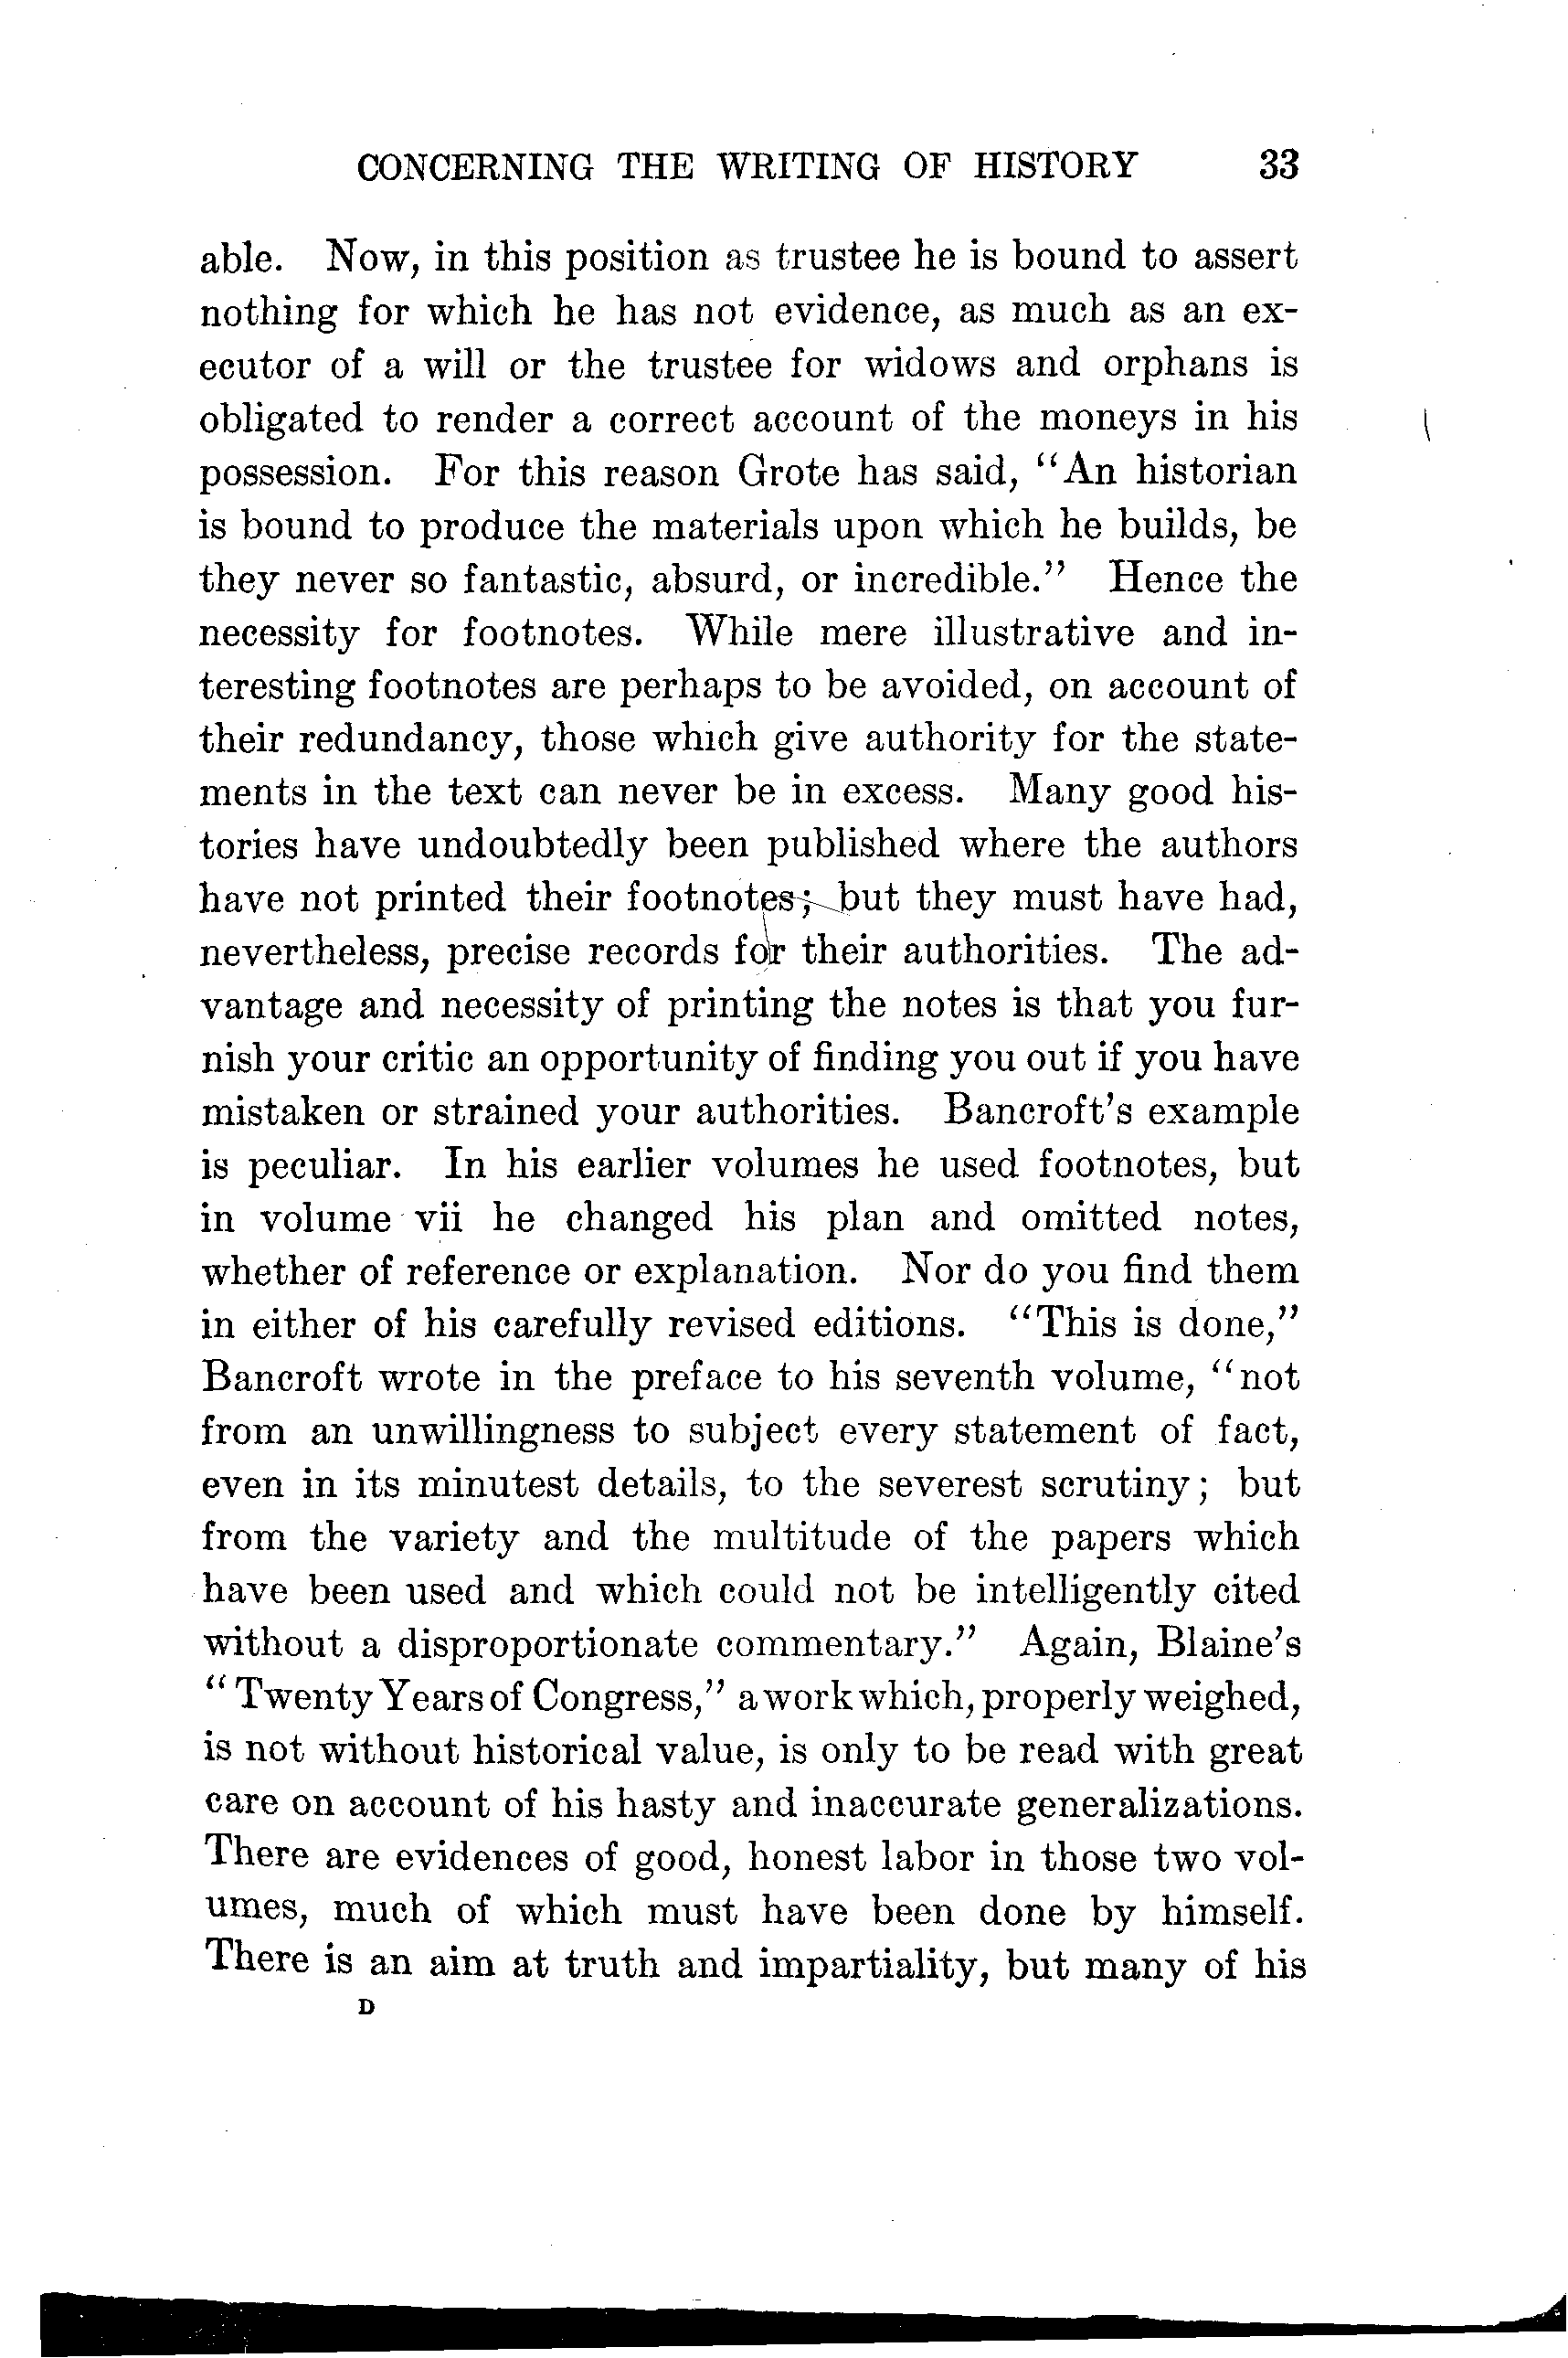 CONCERNING THE WRITING OF HISTORY 33
able. Now, in this position as trustee he is bound to assert
nothing for which he has not evidence, as much as an ex-
ecutor of a will or the trustee for widows and orphans is
obligated to render a correct account of the moneys in his
possession. For this reason Grote has said, "An historian
is bound to produce the materials upon which he builds, be
they never so fantastic, absurd, or incredible." Hence the
necessity for footnotes. While mere illustrative and in-
teresting footnotes are perhaps to be avoided, on account of
their redundancy, those which give authority for the state-
ments in the text can never be in excess. Many good his-
tories have undoubtedly been published where the authors
have not printed their footnotes; but they must have had,
nevertheless, precise records for their authorities. The ad-
vantage and necessity of printing the notes is that you fur-
nish your critic an opportunity of finding you out if you have
mistaken or strained your authorities. Bancroft's example
is peculiar. In his earlier volumes he used footnotes, but
in volume vii he changed his plan and omitted notes,
whether of reference or explanation. Nor do you find them
in either of his carefully revised editions. "This is done,"
Bancroft wrote in the preface to his seventh volume, "not
from an unwillingness to subject every statement of fact,
even in its minutest details, to the severest scrutiny; but
from the variety and the multitude of the papers which
have been used and which could not be intelligently cited
without a disproportionate commentary." Again, Blaine's
"Twenty Years of Congress," a work which, properly weighed,
is not without historical value, is only to be read with great
care on account of his hasty and inaccurate generalizations.
There are evidences of good, honest labor in those two vol-
umes, much of which must have been done by himself.
There is an aim at truth and impartiality, but many of his
D